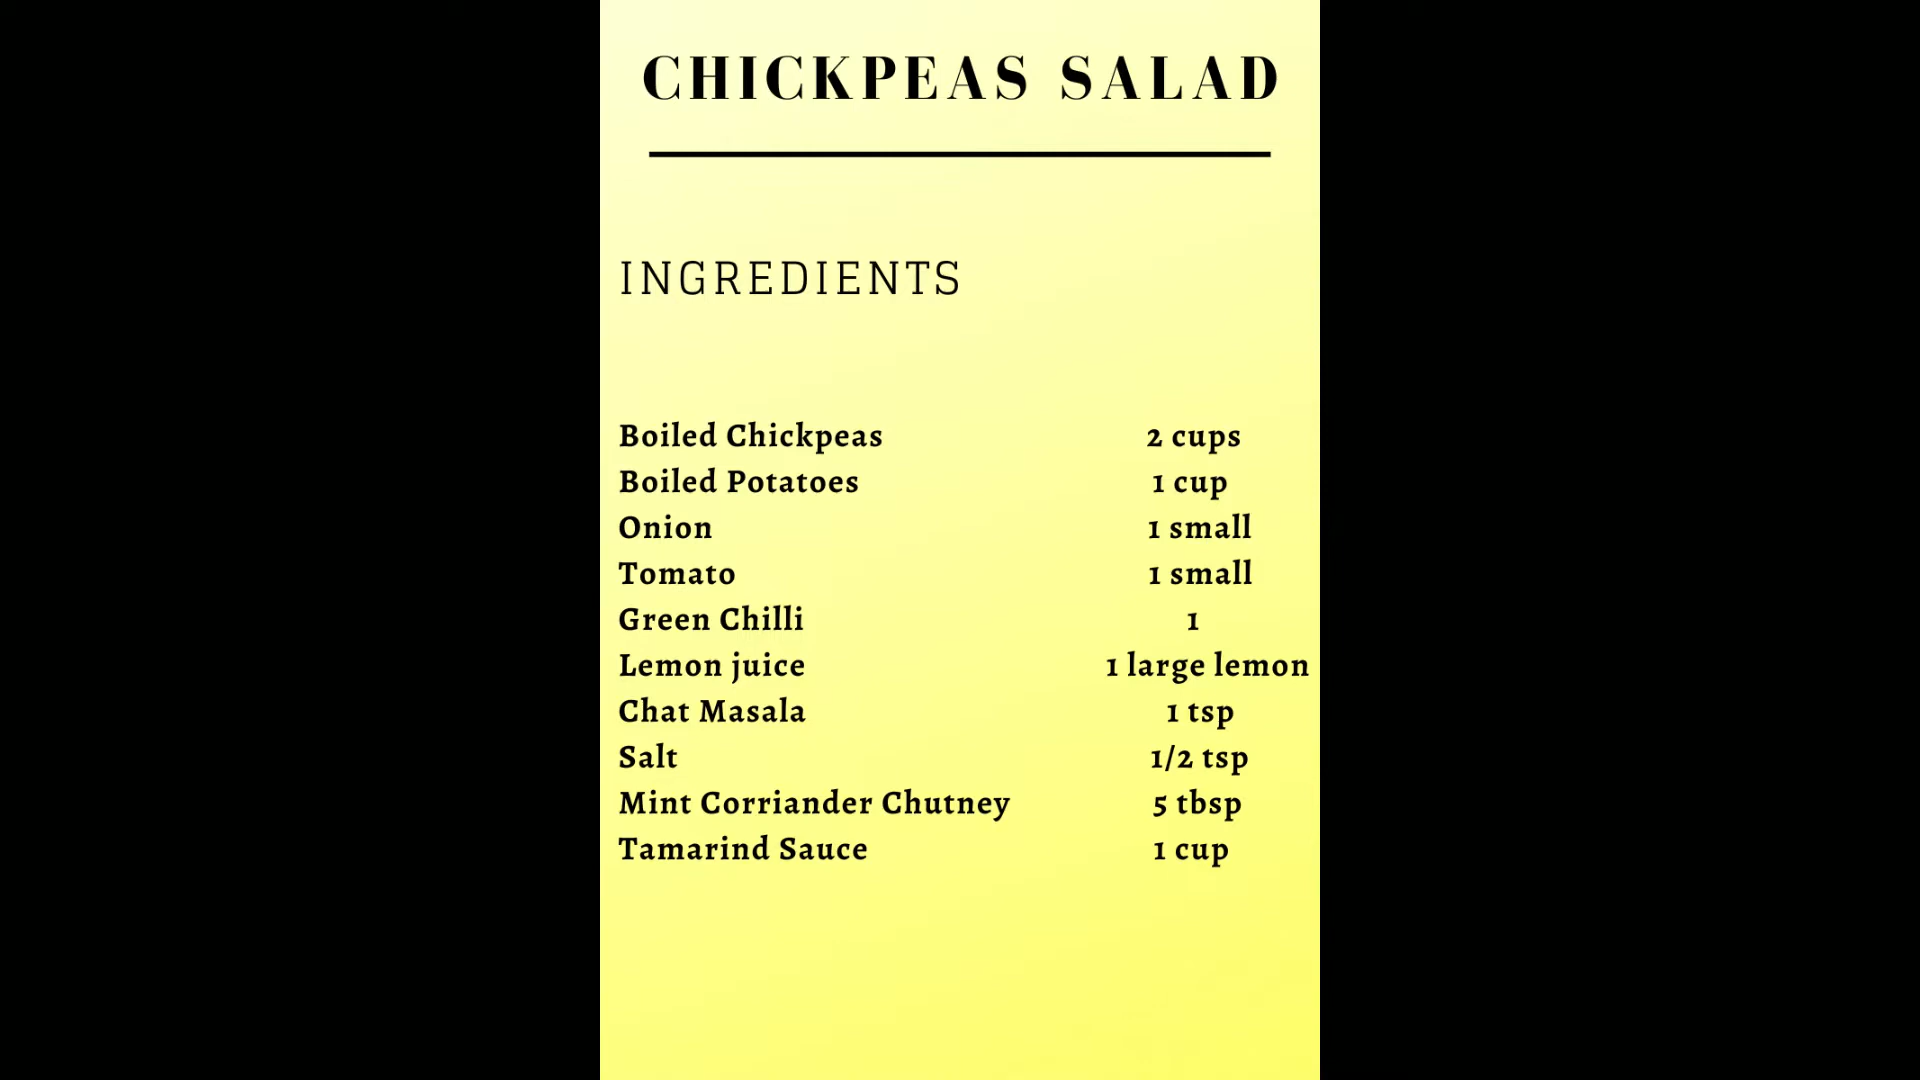 CHICKPEAS SALAD
INGREDIENTS
Boiled Chickpeas 2 cups
Boiled Potatoes 1 cup
Onion 1 small
Tomato 1 small
Green Chilli 1
Lemon juice 1 large lemon
Chat Masala 1 tsp
Salt 1/2 tsp
Mint Corriander Chutney 5 tbsp
Tamarind Sauce 1 cup